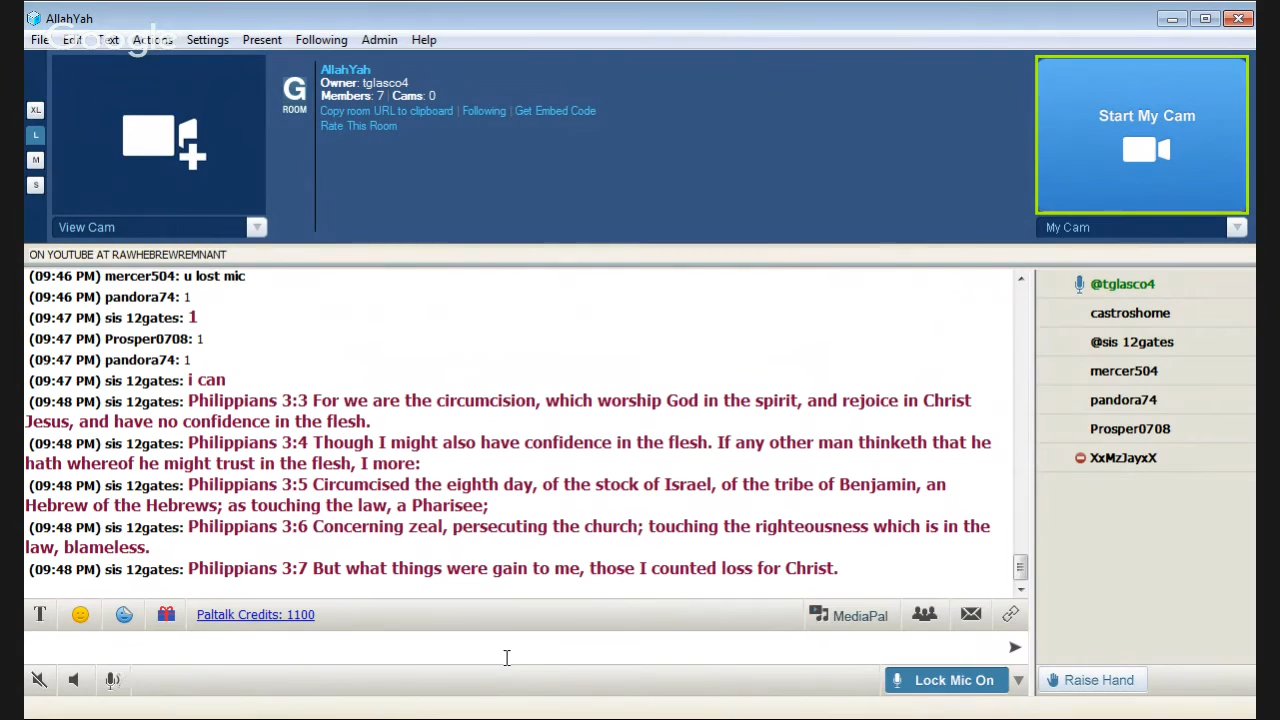 AllahYah
Google
File Edit Text Actions Settings Present Following Admin Help
XL
L
M
S
View Cam
G
ROOM
AllahYah
Owner: tglasco4
Members: 7 | Cams: 0
Copy room URL to clipboard | Following | Get Embed Code
Rate This Room
Start My Cam
My Cam
ON YOUTUBE AT RAWHEBREWREMNANT
(09:46 PM) mercer504: u lost mic
(09:46 PM) pandora74: 1
(09:47 PM) sis 12gates: 1
(09:47 PM) Prosper0708: 1
(09:47 PM) pandora74: 1
(09:47 PM) sis 12gates: i can
(09:48 PM) sis 12gates: Philippians 3:3 For we are the circumcision, which worship God in the spirit, and rejoice in Christ
Jesus, and have no confidence in the flesh.
(09:48 PM) sis 12gates: Philippians 3:4 Though I might also have confidence in the flesh. If any other man thinketh that he
hath whereof he might trust in the flesh, I more:
(09:48 PM) sis 12gates: Philippians 3:5 Circumcised the eighth day, of the stock of Israel, of the tribe of Benjamin, an
Hebrew of the Hebrews; as touching the law, a Pharisee;
(09:48 PM) sis 12gates: Philippians 3:6 Concerning zeal, persecuting the church; touching the righteousness which is in the
law, blameless.
(09:48 PM) sis 12gates: Philippians 3:7 But what things were gain to me, those I counted loss for Christ.
@tglasco4
castroshome
@sis 12gates
mercer504
pandora74
Prosper0708
XxMzJayxX
T
Paltalk Credits: 1100
MediaPal
Lock Mic On
Raise Hand